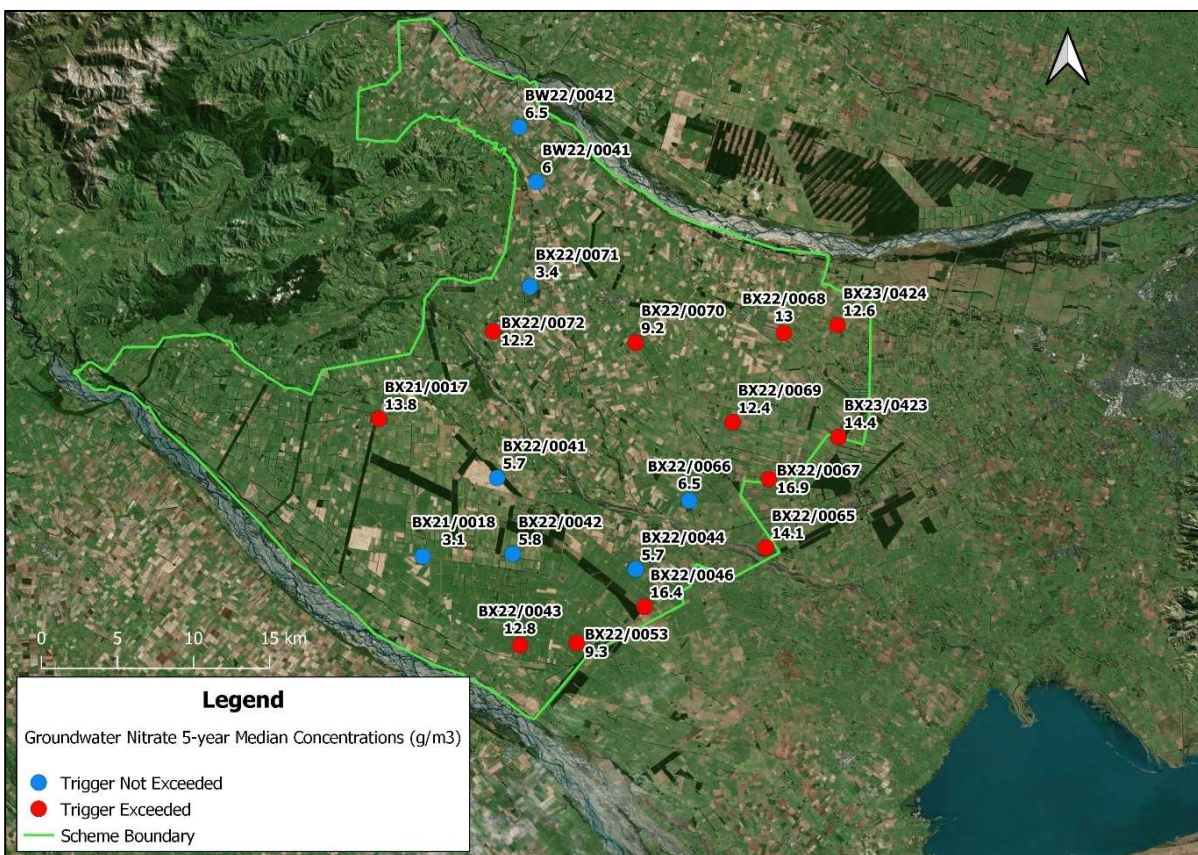 BW22/0042
6.5
BW22/0041
6
BX22/0071
3.4
BX22/0072
12.2
BX22/0070
9.2
BX22/0068
13
BX23/0424
12.6
BX21/0017
13.8
BX22/0069
12.4
BX23/0423
14.4
BX22/0041
5.7
BX22/0066
6.5
BX22/0067
16.9
BX21/0018
3.1
BX22/0042
5.8
BX22/0065
14.1
BX22/0044
5.7
BX22/0046
16.4
BX22/0043
12.8
BX22/0053
9.3
0 5 10 15 km
Legend
Groundwater Nitrate 5-year Median Concentrations (g/m3)
Trigger Not Exceeded
Trigger Exceeded
Scheme Boundary